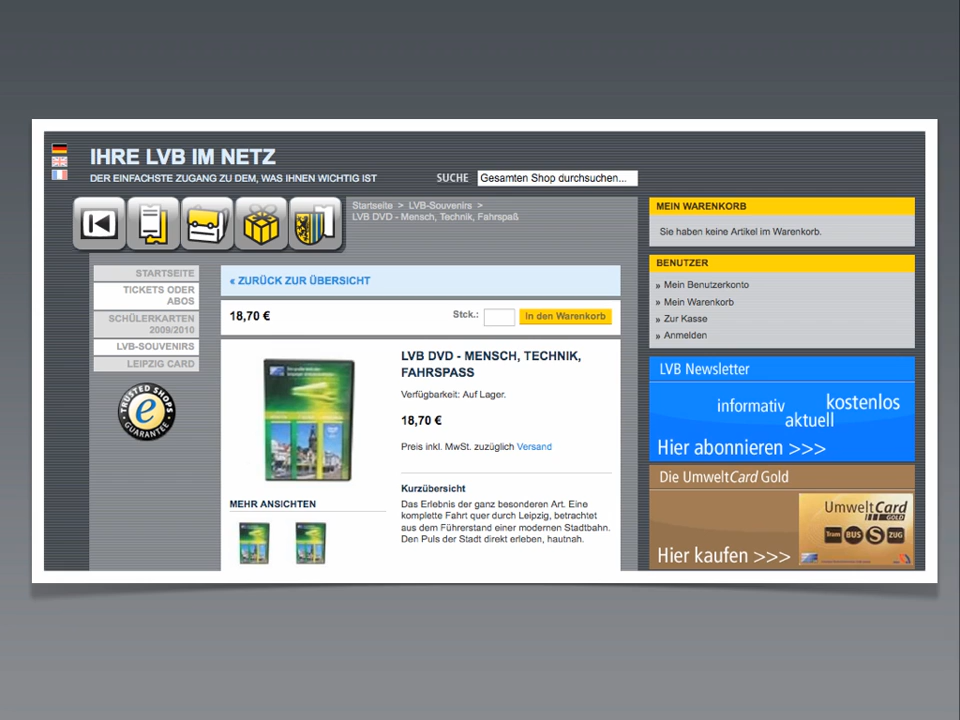 IHRE LVB IM NETZ
DER EINFACHSTE ZUGANG ZU DEM, WAS IHNEN WICHTIG IST
SUCHE
Gesamten Shop durchsuchen...
Startseite > LVB-Souvenirs >
LVB DVD - Mensch, Technik, Fahrspaß
STARTSEITE
TICKETS ODER
ABOS
SCHÜLERKARTEN
2009/2010
LVB-SOUVENIRS
LEIPZIG CARD
TRUSTED SHOPS
GUARANTEE
« ZURÜCK ZUR ÜBERSICHT
18,70 €
Stck.:
In den Warenkorb
LVB DVD - MENSCH, TECHNIK,
FAHRSPASS
Verfügbarkeit: Auf Lager.
18,70 €
Preis inkl. MwSt. zuzüglich Versand
Kurzübersicht
Das Erlebnis der ganz besonderen Art. Eine
komplette Fahrt quer durch Leipzig, betrachtet
aus dem Führerstand einer modernen Stadtbahn.
Den Puls der Stadt direkt erleben, hautnah.
MEHR ANSICHTEN
MEIN WARENKORB
Sie haben keine Artikel im Warenkorb.
BENUTZER
» Mein Benutzerkonto
» Mein Warenkorb
» Zur Kasse
» Anmelden
LVB Newsletter
informativ
kostenlos
aktuell
Hier abonnieren >>>
Die UmweltCard Gold
UmweltCard
GOLD
Tram
BUS
S
ZUG
Hier kaufen >>>